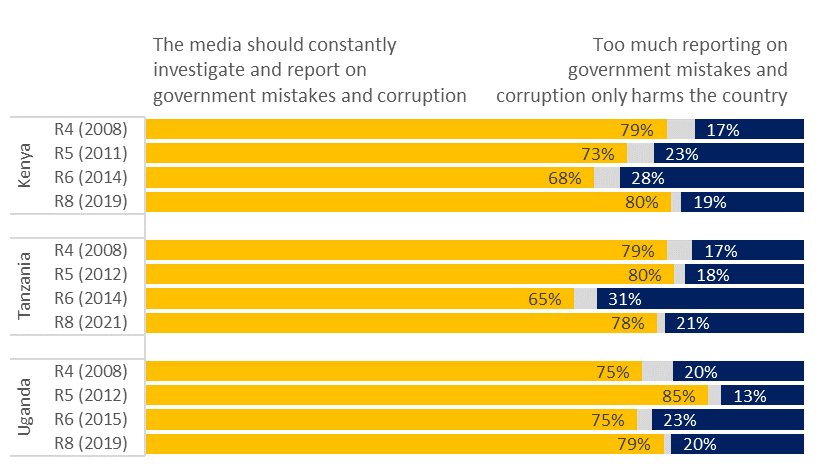 The media should constantly
investigate and report on
government mistakes and corruption
Too much reporting on
government mistakes and
corruption only harms the country
Kenya
R4 (2008) 79% 17%
R5 (2011) 73% 23%
R6 (2014) 68% 28%
R8 (2019) 80% 19%
Tanzania
R4 (2008) 79% 17%
R5 (2012) 80% 18%
R6 (2014) 65% 31%
R8 (2021) 78% 21%
Uganda
R4 (2008) 75% 20%
R5 (2012) 85% 13%
R6 (2015) 75% 23%
R8 (2019) 79% 20%